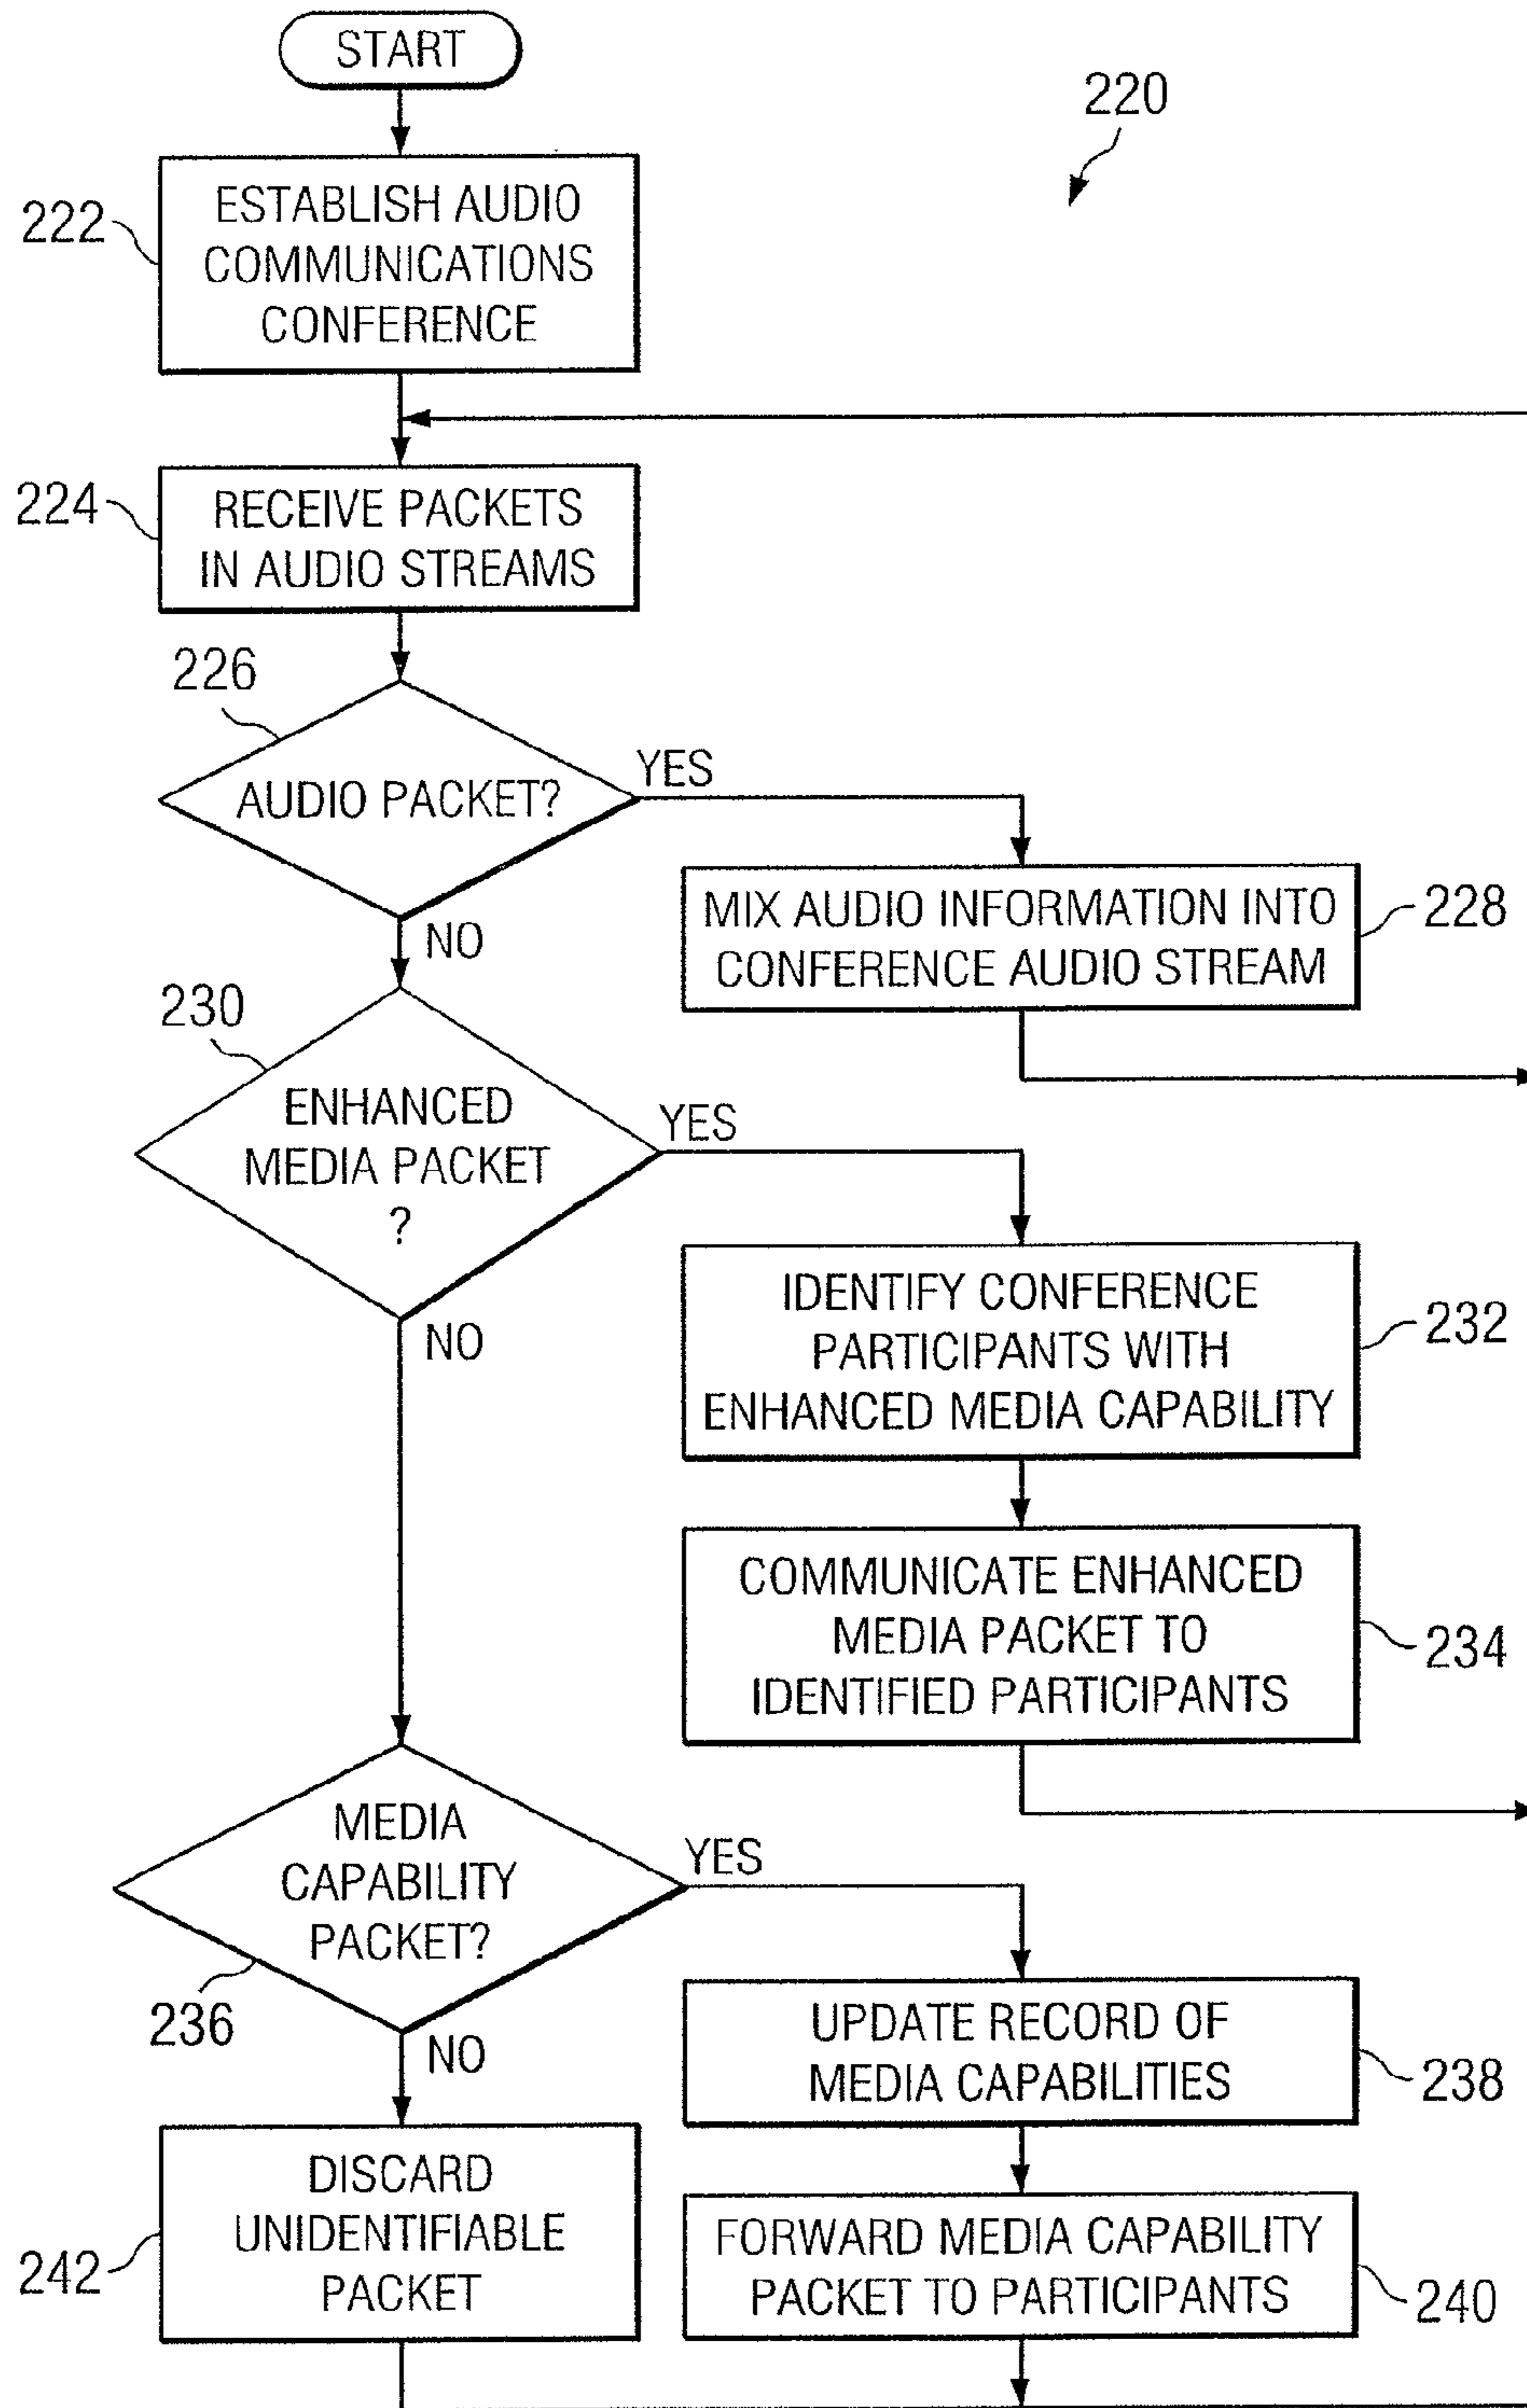 START
220
222
ESTABLISH AUDIO
COMMUNICATIONS
CONFERENCE
224
RECEIVE PACKETS
IN AUDIO STREAMS
226
AUDIO PACKET?
YES
NO
MIX AUDIO INFORMATION INTO
CONFERENCE AUDIO STREAM
228
230
ENHANCED
MEDIA PACKET
?
YES
NO
IDENTIFY CONFERENCE
PARTICIPANTS WITH
ENHANCED MEDIA CAPABILITY
232
COMMUNICATE ENHANCED
MEDIA PACKET TO
IDENTIFIED PARTICIPANTS
234
MEDIA
CAPABILITY
PACKET?
YES
236
NO
UPDATE RECORD OF
MEDIA CAPABILITIES
238
DISCARD
UNIDENTIFIABLE
PACKET
242
FORWARD MEDIA CAPABILITY
PACKET TO PARTICIPANTS
240